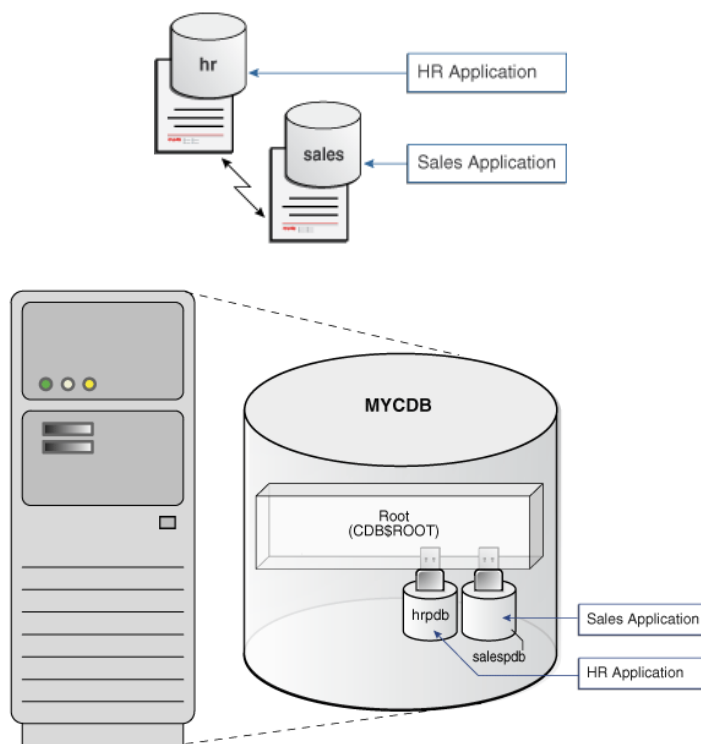 hr
HR Application
sales
Sales Application
MYCDB
Root
(CDB$ROOT)
hrpdb
salespdb
Sales Application
HR Application